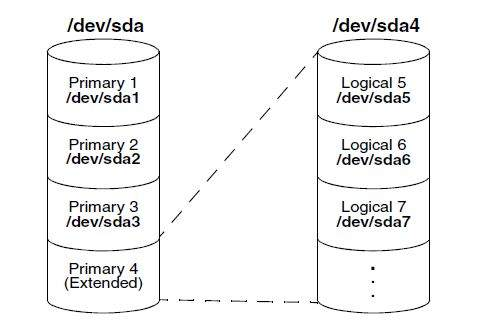 /dev/sda
Primary 1
/dev/sda1
Primary 2
/dev/sda2
Primary 3
/dev/sda3
Primary 4
(Extended)
/dev/sda4
Logical 5
/dev/sda5
Logical 6
/dev/sda6
Logical 7
/dev/sda7